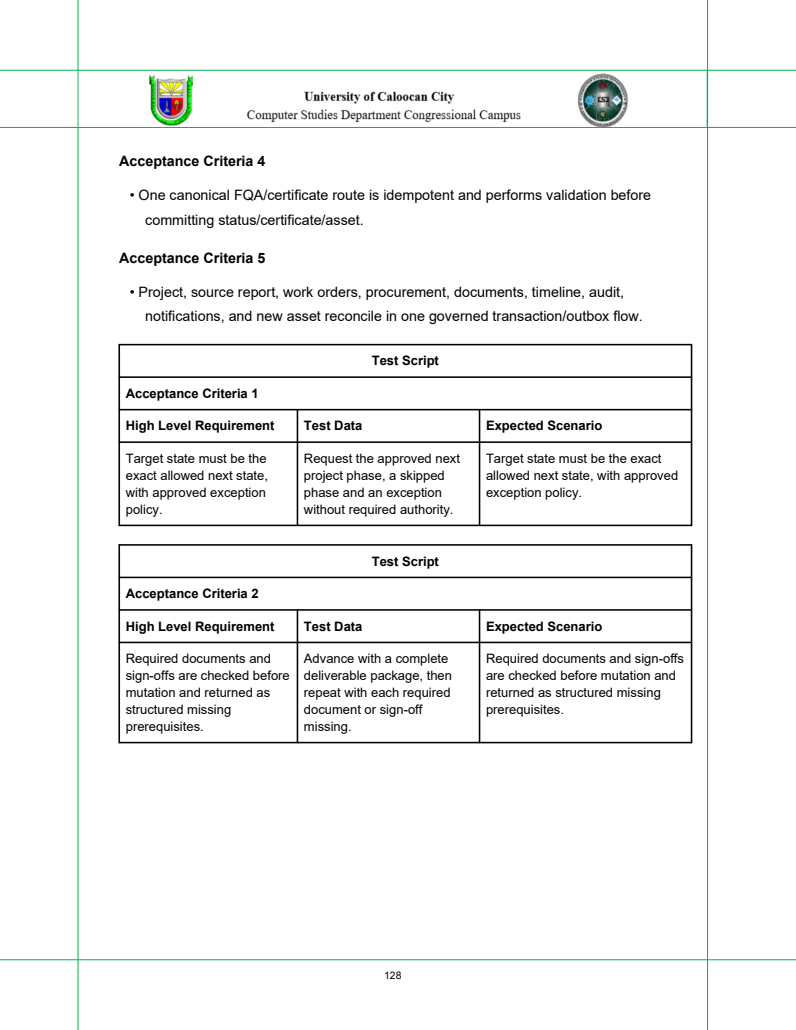 University of Caloocan City
Computer Studies Department Congressional Campus
Acceptance Criteria 4
• One canonical FQA/certificate route is idempotent and performs validation before
committing status/certificate/asset.
Acceptance Criteria 5
• Project, source report, work orders, procurement, documents, timeline, audit,
notifications, and new asset reconcile in one governed transaction/outbox flow.
Test Script
Acceptance Criteria 1
High Level Requirement
Test Data
Expected Scenario
Target state must be the
exact allowed next state,
with approved exception
policy.
Request the approved next
project phase, a skipped
phase and an exception
without required authority.
Target state must be the exact
allowed next state, with approved
exception policy.
Test Script
Acceptance Criteria 2
High Level Requirement
Test Data
Expected Scenario
Required documents and
sign-offs are checked before
mutation and returned as
structured missing
prerequisites.
Advance with a complete
deliverable package, then
repeat with each required
document or sign-off
missing.
Required documents and sign-offs
are checked before mutation and
returned as structured missing
prerequisites.
128